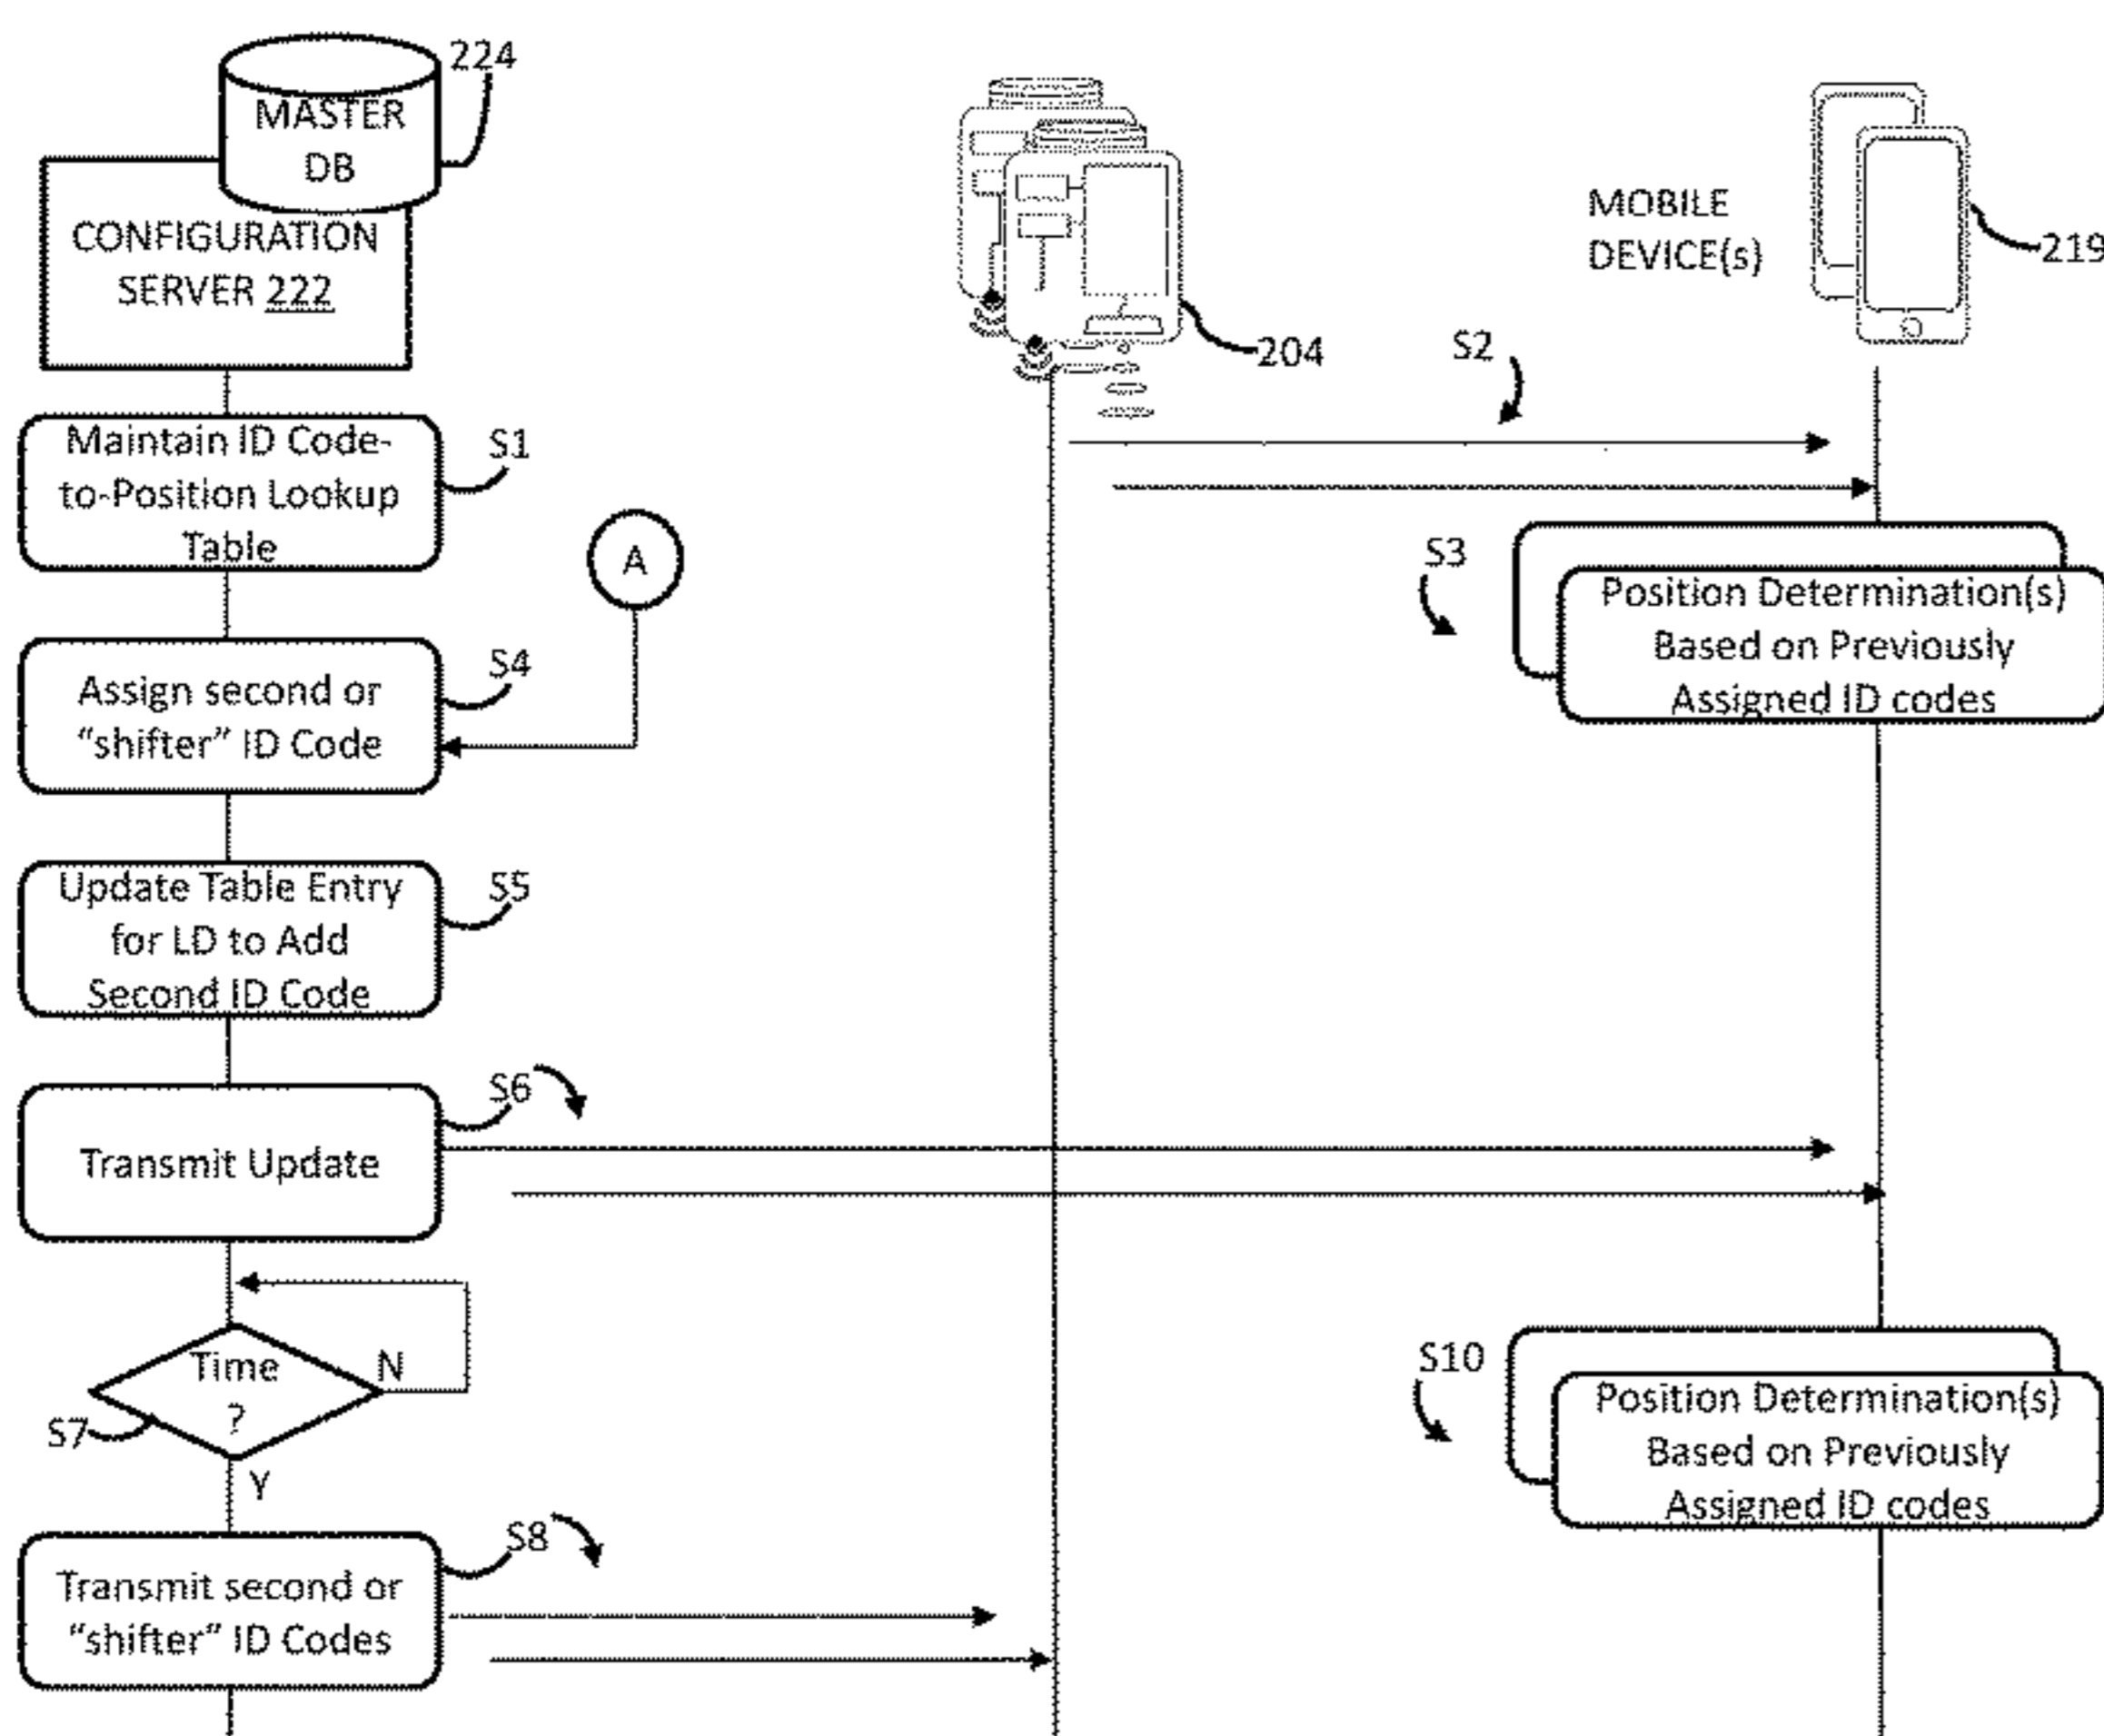 224
MASTER
DB
CONFIGURATION
SERVER 222
204
MOBILE
DEVICE(s)
219
S2
Maintain ID Code-
to-Position Lookup
Table
S1
A
S3
Position Determination(s)
Based on Previously
Assigned ID codes
Assign second or
“shifter” ID Code
S4
Update Table Entry
for LD to Add
Second ID Code
S5
Transmit Update
S6
Time
?
N
S7
Y
S10
Position Determination(s)
Based on Previously
Assigned ID codes
Transmit second or
“shifter” ID Codes
S8